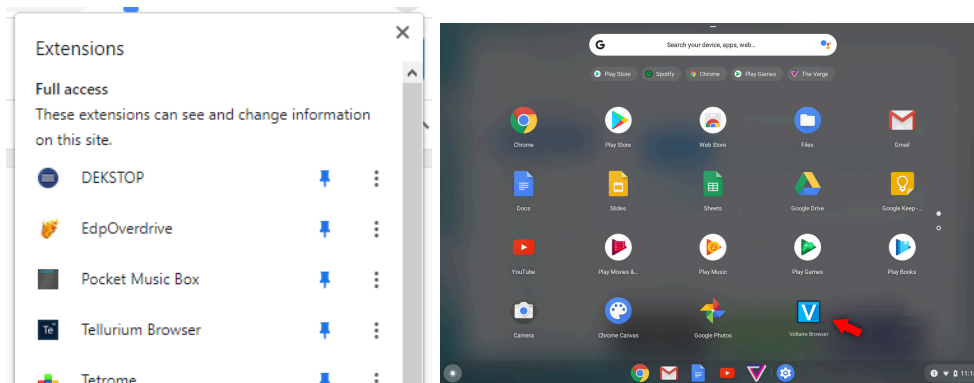 Extensions
Full access
These extensions can see and change information
on this site.
DEKSTOP
EdpOverdrive
Pocket Music Box
Te Tellurium Browser
Tetrome
G Search your device, apps, web...
Play Store Spotify Chrome Play Games The Verge
Chrome Play Store Web Store Files Gmail
Docs Slides Sheets Google Drive Google Keep -...
YouTube Play Movies &... Play Music Play Games Play Books
Camera Chrome Canvas Google Photos V Voltaire Browser